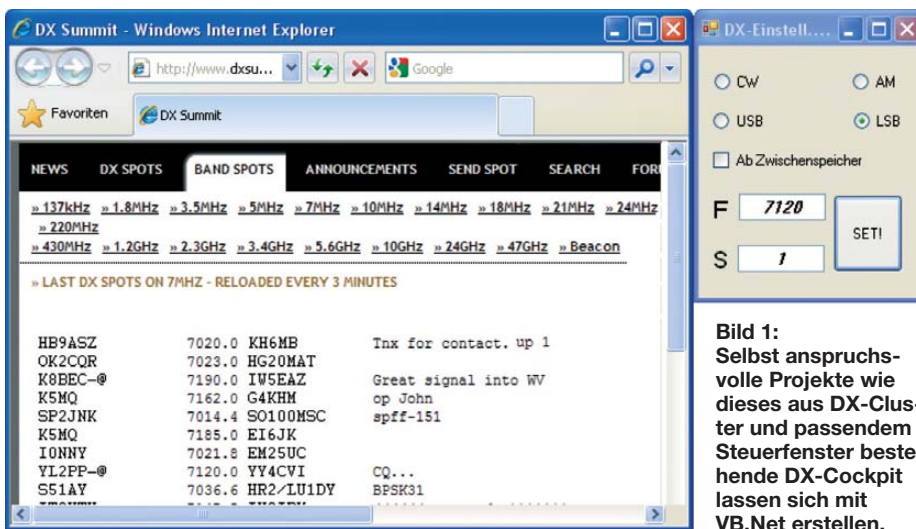 DX Summit - Windows Internet Explorer
http://www.dxsu...
Google
Favoriten
DX Summit
NEWS DX SPOTS BAND SPOTS ANNOUNCEMENTS SEND SPOT SEARCH FOR
» 137kHz » 1.8MHz » 3.5MHz » 5MHz » 7MHz » 10MHz » 14MHz » 18MHz » 21MHz » 24MHz
» 220MHz
» 430MHz » 1.2GHz » 2.3GHz » 3.4GHz » 5.6GHz » 10GHz » 24GHz » 47GHz » Beacon
» LAST DX SPOTS ON 7MHZ - RELOADED EVERY 3 MINUTES
HB9ASZ 7020.0 KH6MB Tnx for contact. up 1
OK2CQR 7023.0 HG20MAT
K8BEC-@ 7190.0 IW5EAZ Great signal into WV
K5MQ 7162.0 G4KHM op John
SP2JNK 7014.4 SO100MSC spff-151
K5MQ 7185.0 EI6JK
I0NNY 7021.8 EM25UC
YL2PP-@ 7120.0 YY4CVI CQ...
S51AY 7036.6 HR2/LU1DY BPSK31
DX-Einstell....
CW AM
USB LSB
Ab Zwischenspeicher
F 7120
SET!
S 1
Bild 1:
Selbst anspruchs-
volle Projekte wie
dieses aus DX-Clus-
ter und passendem
Steuerfenster beste-
hende DX-Cockpit
lassen sich mit
VB.Net erstellen.